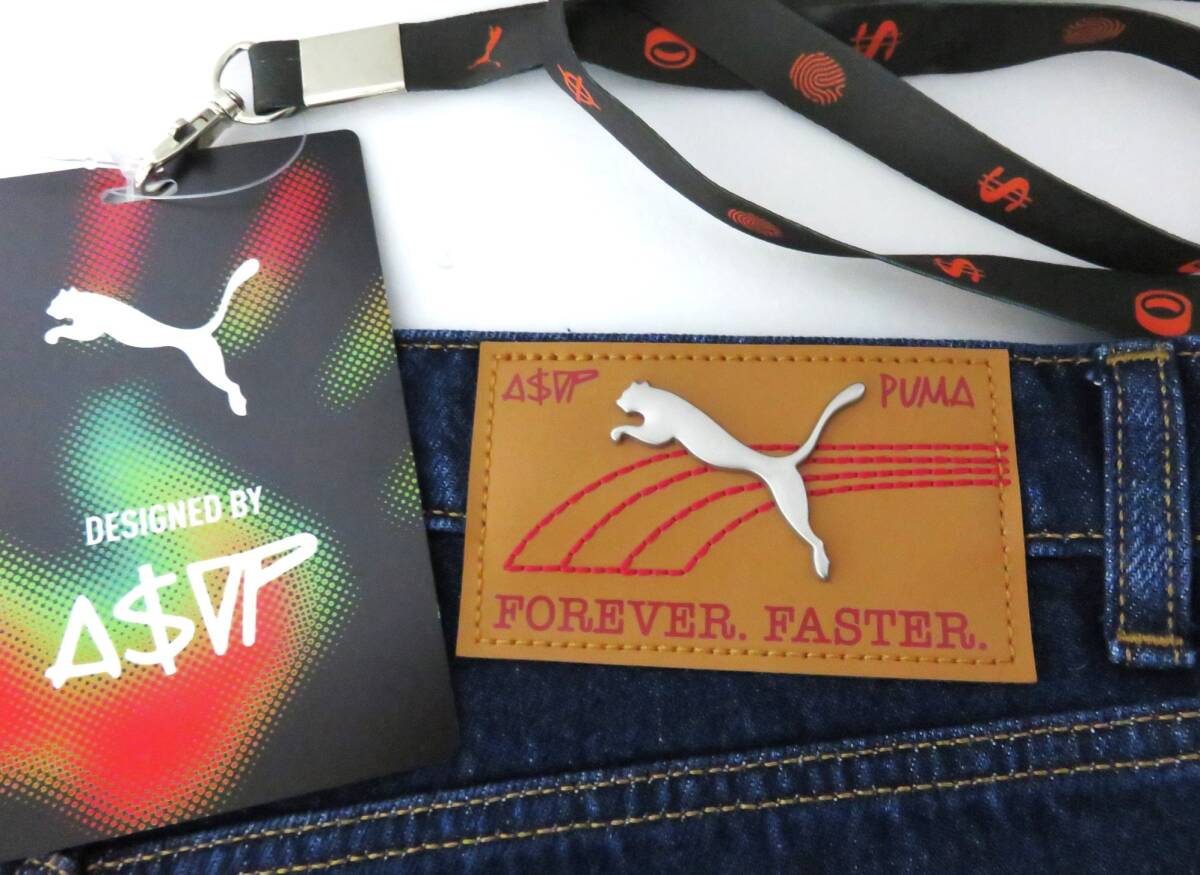 DESIGNED BY
A$VP
A$VP
PUMA
FOREVER. FASTER.
$
$
$